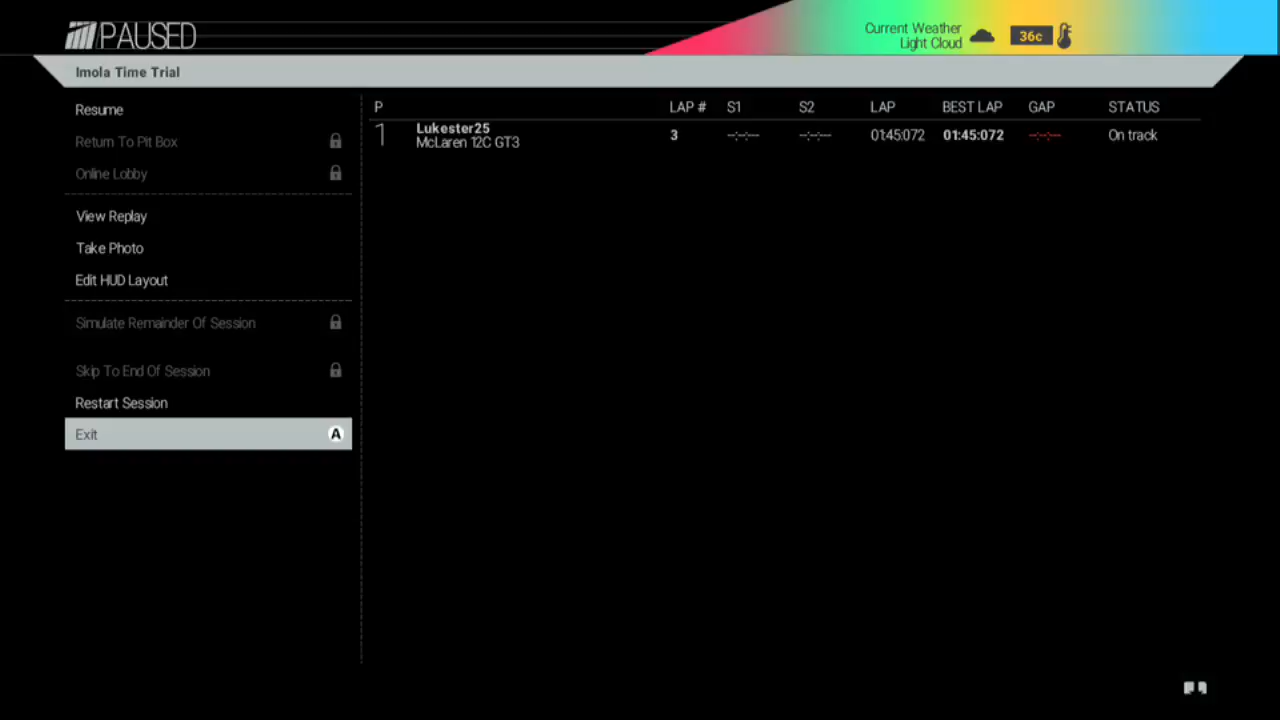 PAUSED
Current Weather
Light Cloud
36c
Imola Time Trial
Resume
Return To Pit Box
Online Lobby
View Replay
Take Photo
Edit HUD Layout
Simulate Remainder Of Session
Skip To End Of Session
Restart Session
Exit A
P LAP # S1 S2 LAP BEST LAP GAP STATUS
1 Lukester25 3 --:--:--- --:--:--- 01:45:072 01:45:072 --:--:--- On track
McLaren 12C GT3